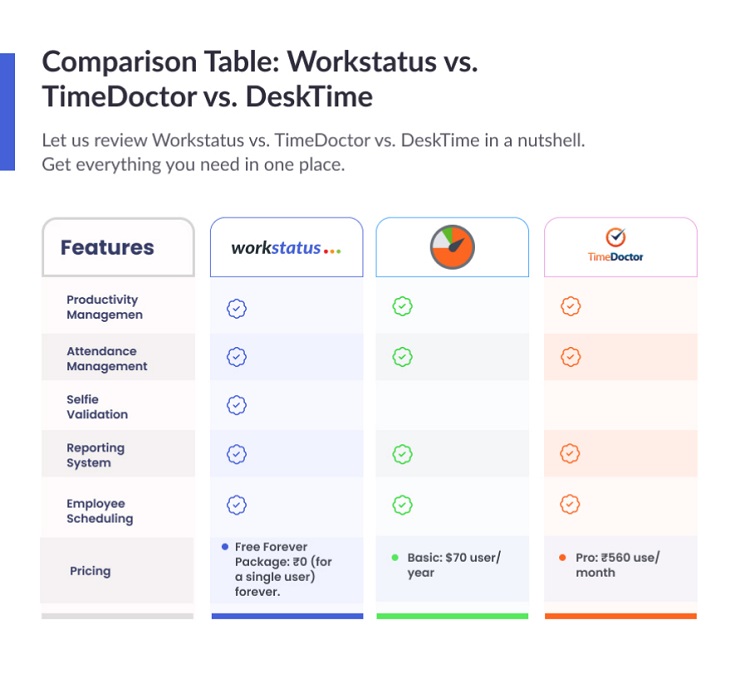 Comparison Table: Workstatus vs.
TimeDoctor vs. DeskTime
Let us review Workstatus vs. TimeDoctor vs. DeskTime in a nutshell.
Get everything you need in one place.
Features
workstatus
TimeDoctor
Productivity
Managemen
Attendance
Management
Selfie
Validation
Reporting
System
Employee
Scheduling
Pricing
Free Forever
Package: ₹0 (for
a single user)
forever.
Basic: $70 user/
year
Pro: ₹560 use/
month